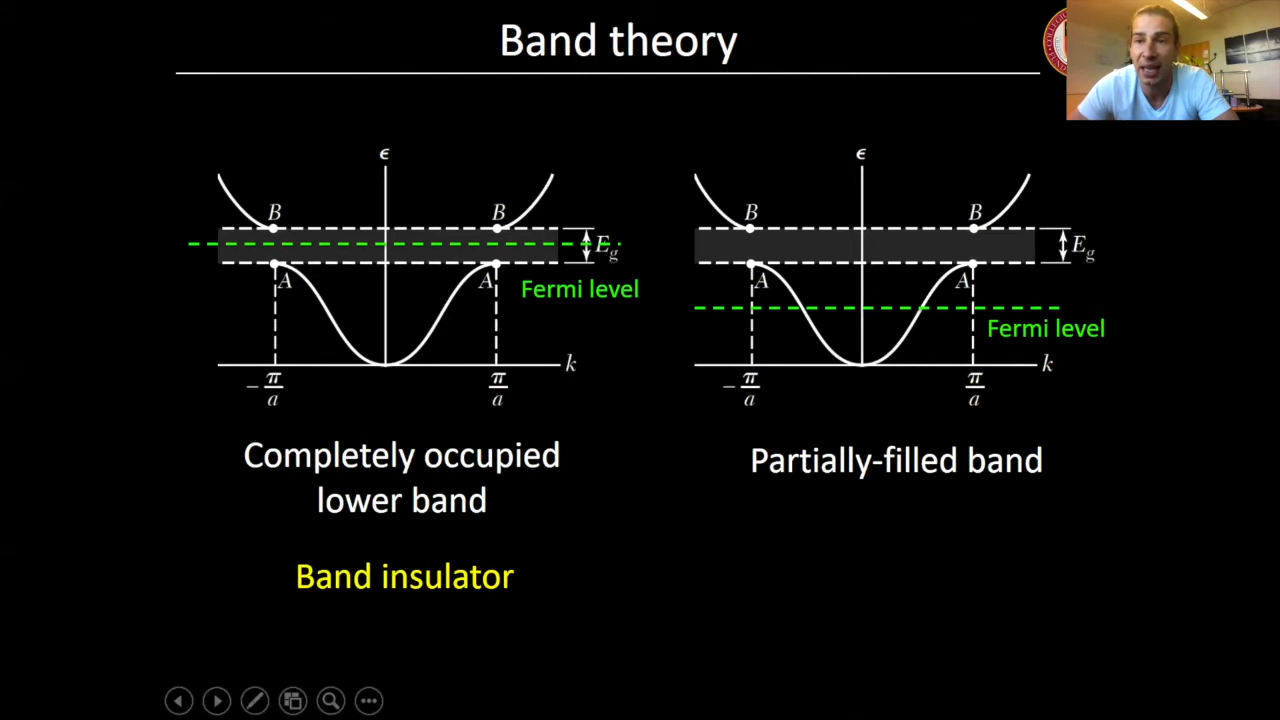 Band theory
ϵ
B
B
E_g
A
A
Fermi level
k
−π/a
π/a
Completely occupied
lower band
Band insulator
ϵ
B
B
E_g
A
A
Fermi level
k
−π/a
π/a
Partially-filled band